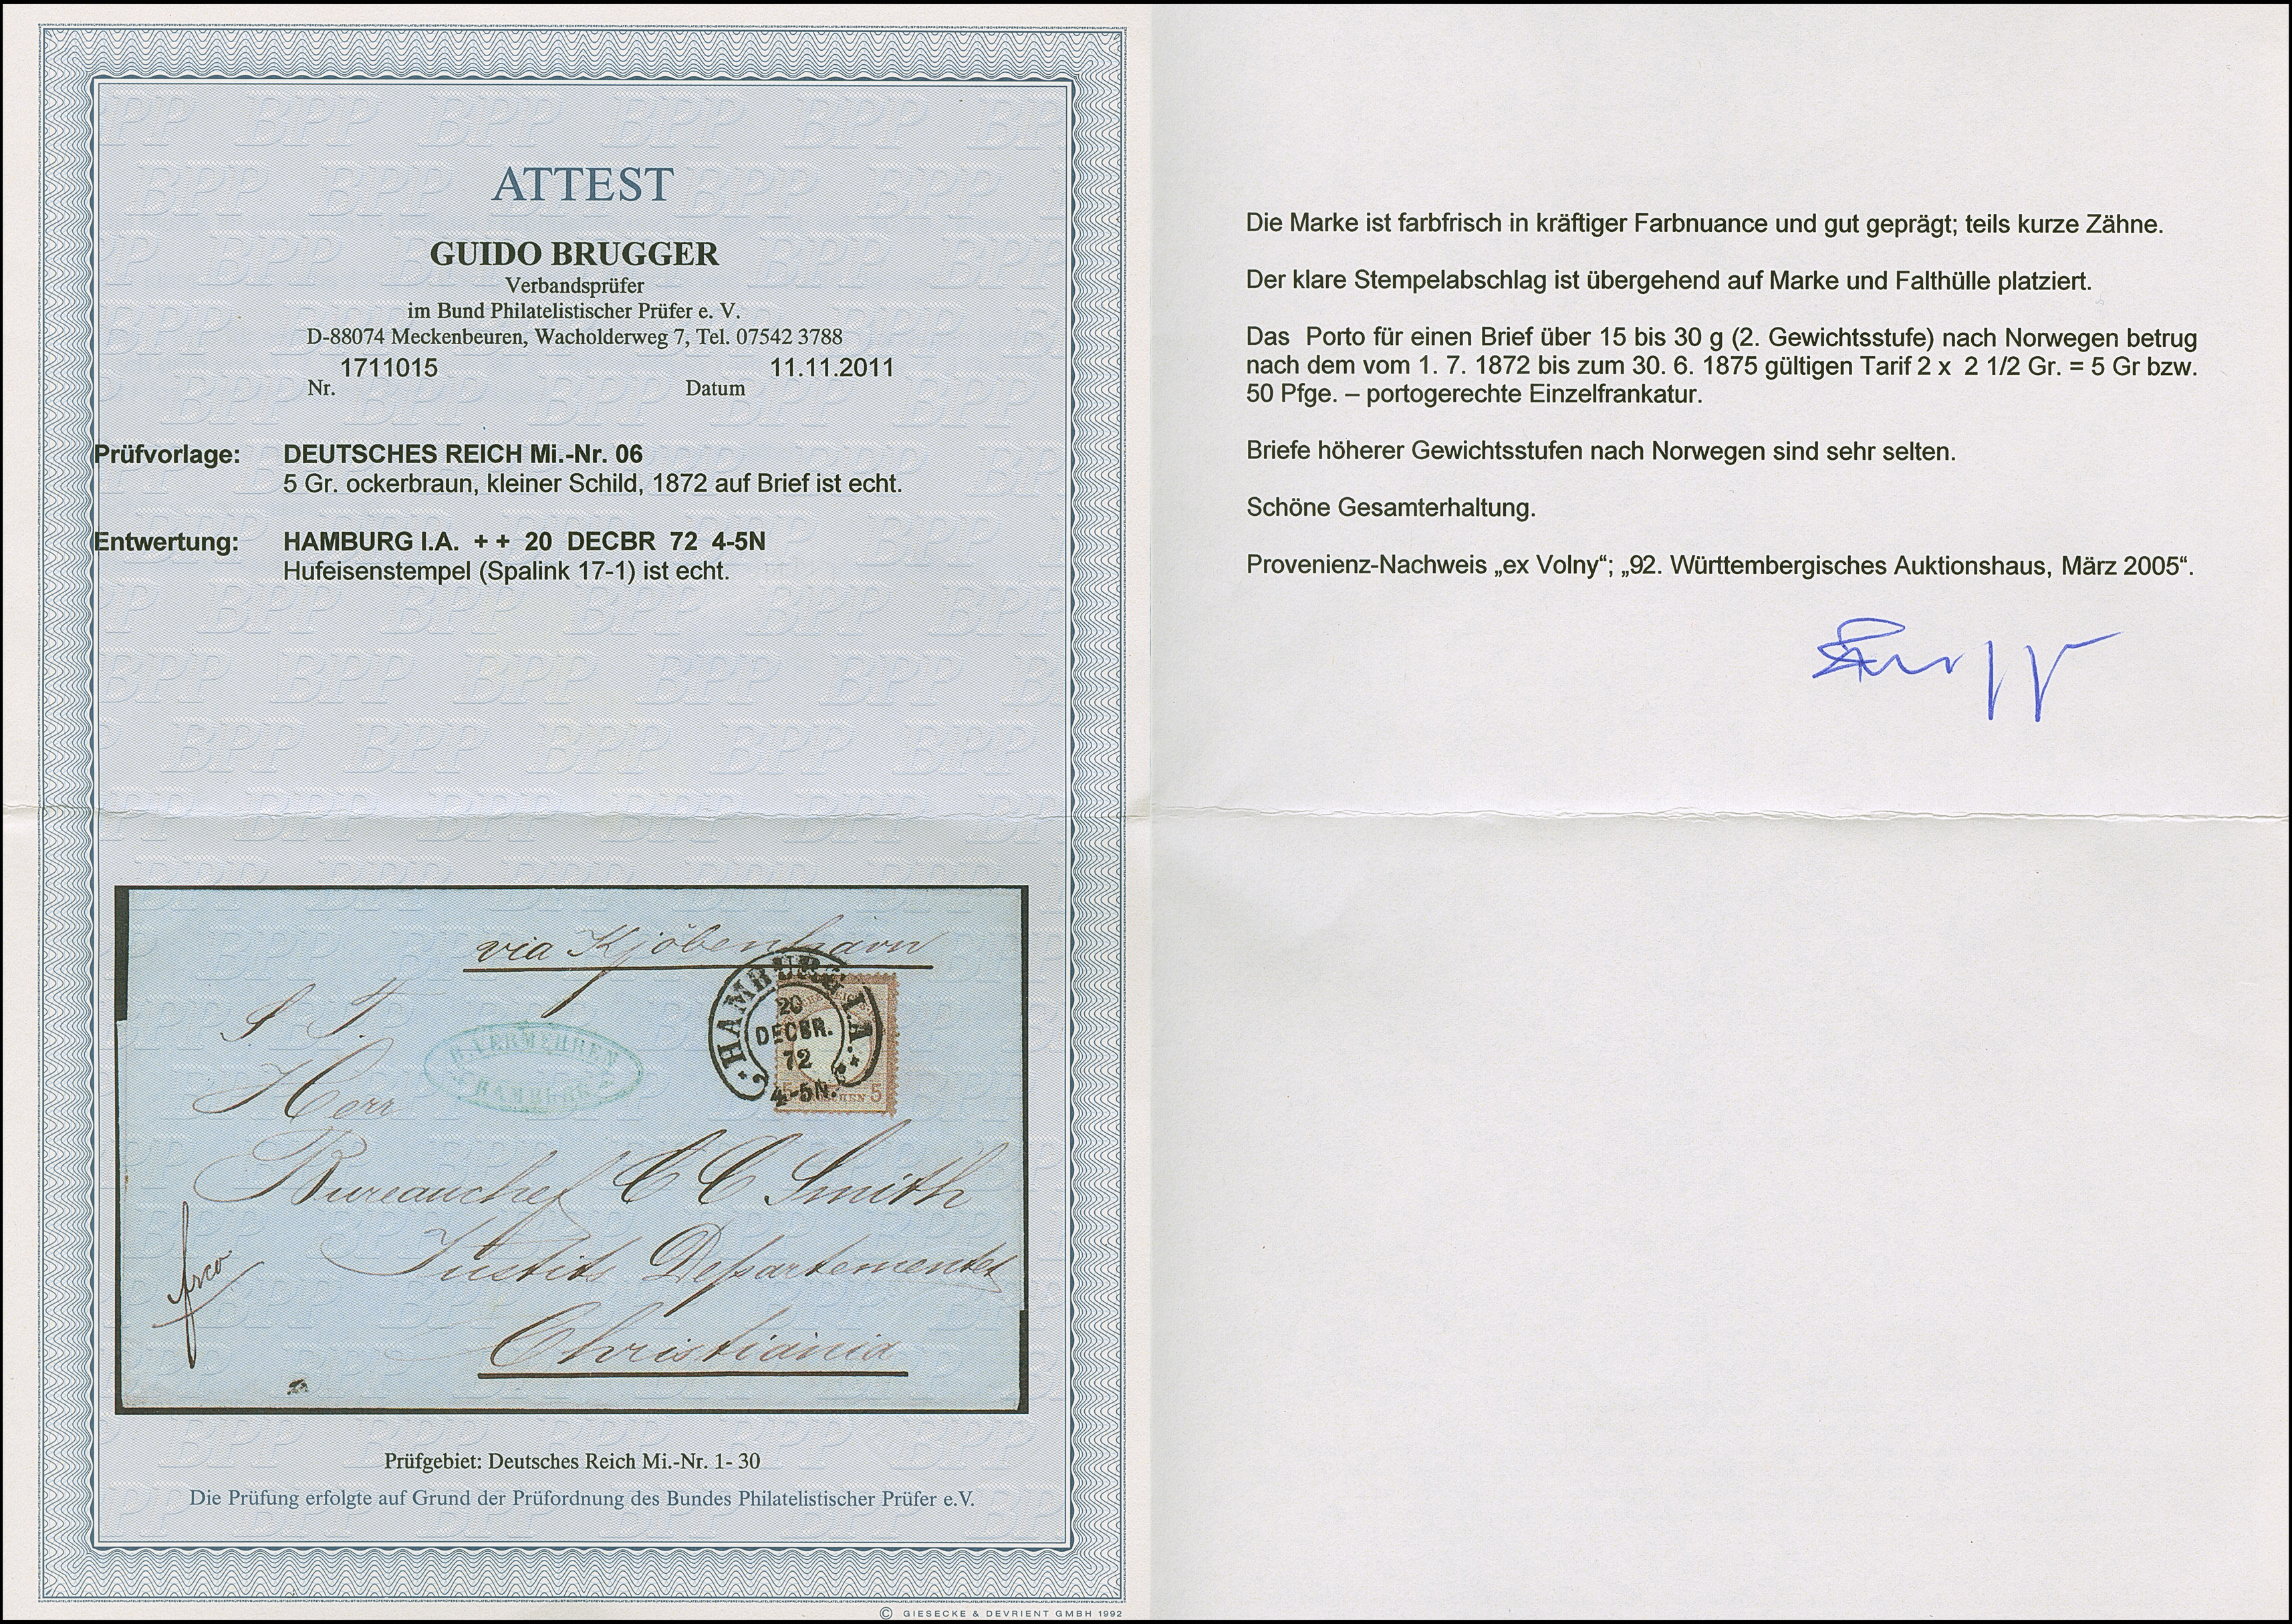 ATTEST
GUIDO BRUGGER
Verbandsprüfer
im Bund Philatelistischer Prüfer e. V.
D-88074 Meckenbeuren, Wacholderweg 7, Tel. 07542 3788
1711015 11.11.2011
Nr. Datum
Prüfvorlage: DEUTSCHES REICH Mi.-Nr. 06
5 Gr. ockerbraun, kleiner Schild, 1872 auf Brief ist echt.
Entwertung: HAMBURG I.A. + + 20 DECBR 72 4-5N
Hufeisenstempel (Spalink 17-1) ist echt.
via Kjöbenhavn
HAMBURG I.A.
20
DECBR.
72
4-5N.
5
S T.
H. VERMEHREN
HAMBURG
Herr
Bureauchef C C Smith
Justits Departementet
frco
Christiania
Prüfgebiet: Deutsches Reich Mi.-Nr. 1- 30
Die Prüfung erfolgte auf Grund der Prüfordnung des Bundes Philatelistischer Prüfer e.V.
© GIESECKE & DEVRIENT GMBH 1992
Die Marke ist farbfrisch in kräftiger Farbnuance und gut geprägt; teils kurze Zähne.
Der klare Stempelabschlag ist übergehend auf Marke und Falthülle platziert.
Das Porto für einen Brief über 15 bis 30 g (2. Gewichtsstufe) nach Norwegen betrug
nach dem vom 1. 7. 1872 bis zum 30. 6. 1875 gültigen Tarif 2 x 2 1/2 Gr. = 5 Gr bzw.
50 Pfge. – portogerechte Einzelfrankatur.
Briefe höherer Gewichtsstufen nach Norwegen sind sehr selten.
Schöne Gesamterhaltung.
Provenienz-Nachweis „ex Volny“; „92. Württembergisches Auktionshaus, März 2005“.